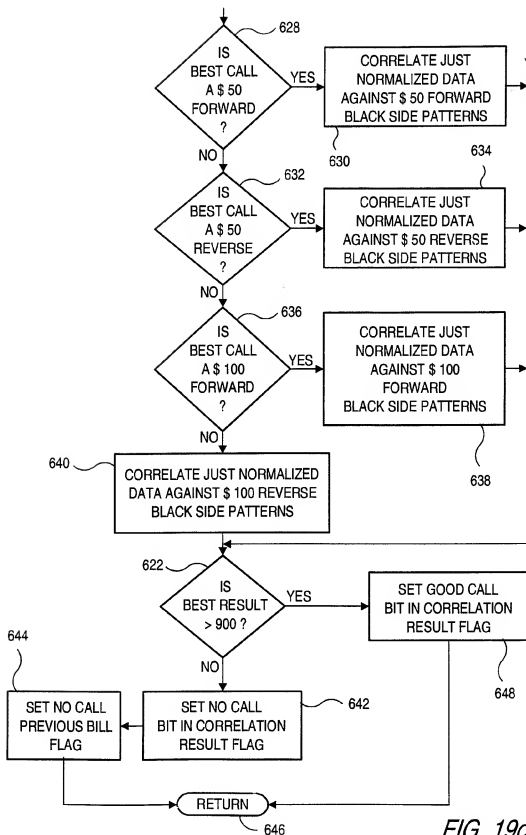 628
IS
BEST CALL
A $ 50
FORWARD
?
YES
CORRELATE JUST
NORMALIZED DATA
AGAINST $ 50 FORWARD
BLACK SIDE PATTERNS
630
NO
632
IS
BEST CALL
A $ 50
REVERSE
?
YES
634
CORRELATE JUST
NORMALIZED DATA
AGAINST $ 50 REVERSE
BLACK SIDE PATTERNS
NO
636
IS
BEST CALL
A $ 100
FORWARD
?
YES
CORRELATE JUST
NORMALIZED DATA
AGAINST $ 100
FORWARD
BLACK SIDE PATTERNS
638
NO
640
CORRELATE JUST NORMALIZED
DATA AGAINST $ 100 REVERSE
BLACK SIDE PATTERNS
622
IS
BEST RESULT
> 900 ?
YES
SET GOOD CALL
BIT IN CORRELATION
RESULT FLAG
648
NO
644
SET NO CALL
PREVIOUS BILL
FLAG
SET NO CALL
BIT IN CORRELATION
RESULT FLAG
642
RETURN
646
FIG. 19c